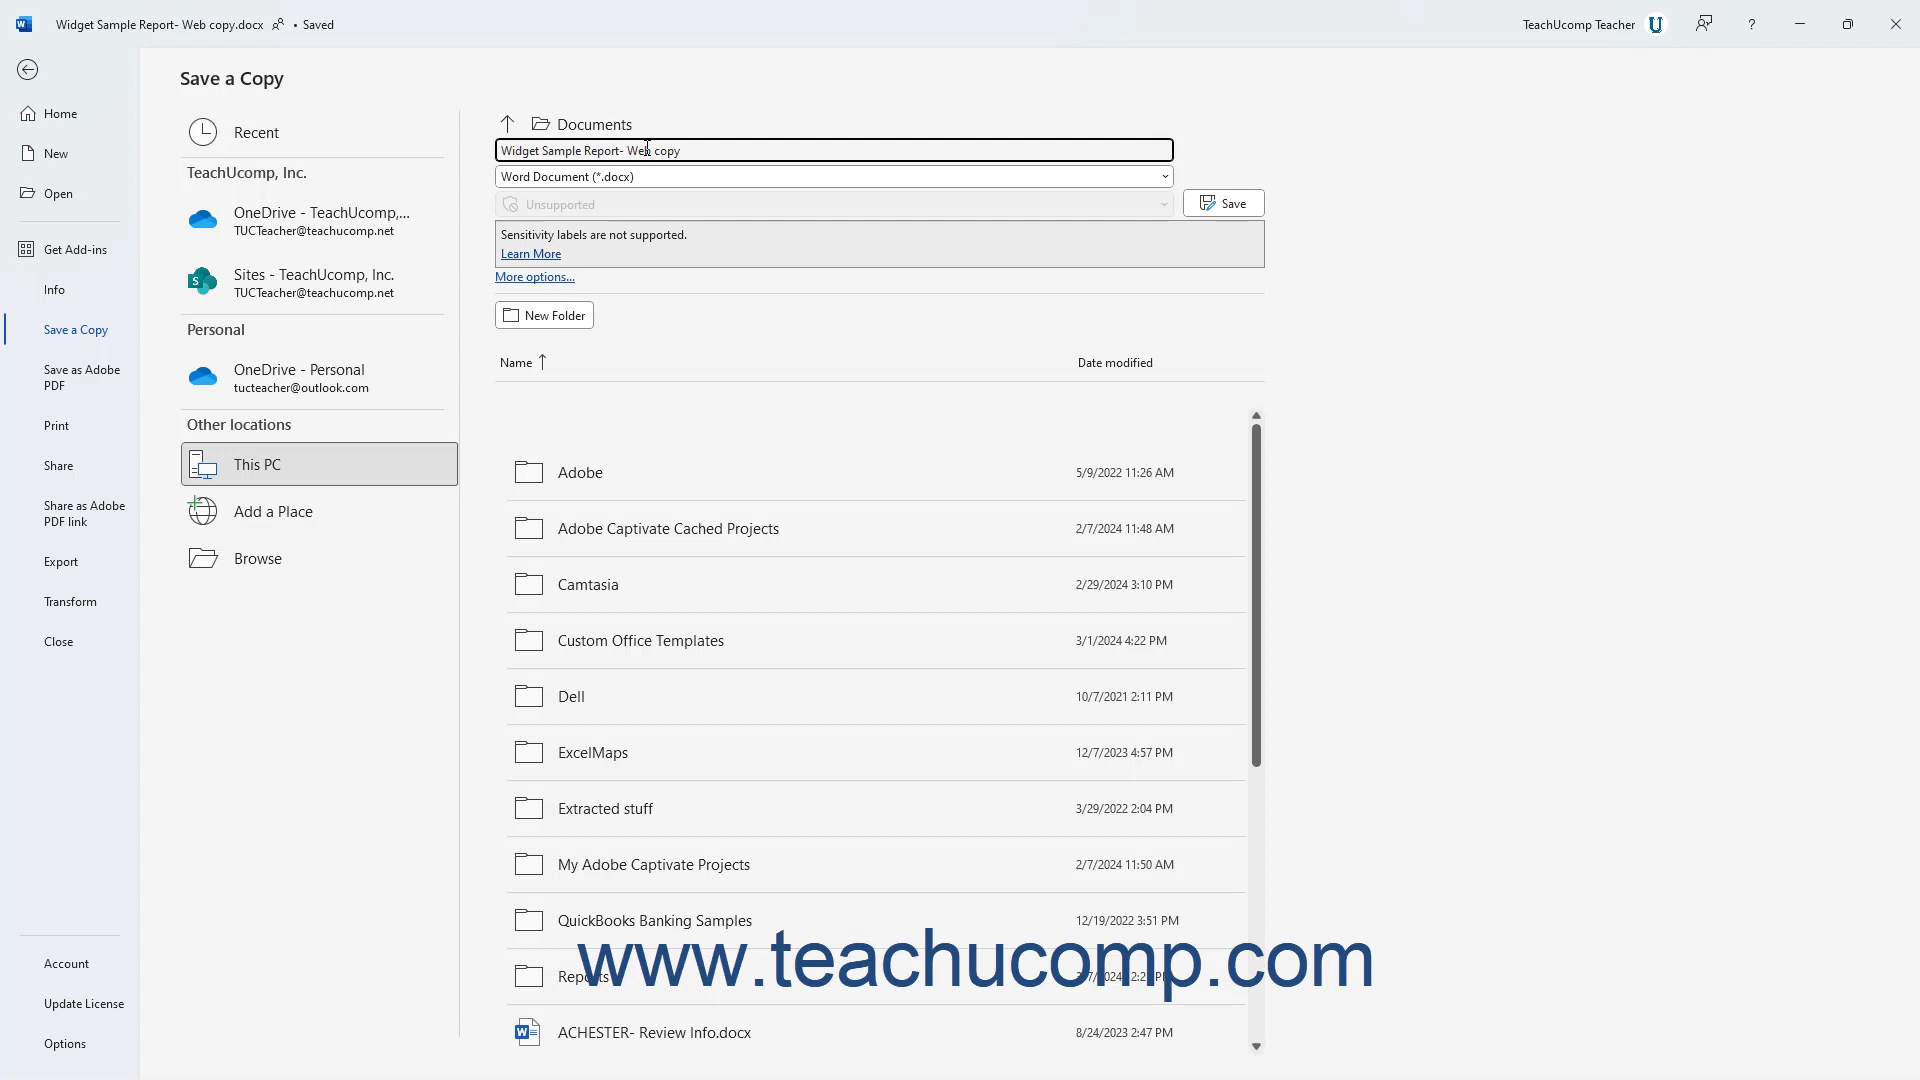 Widget Sample Report- Web copy.docx • Saved
TeachUcomp Teacher
?
Home
New
Open
Get Add-ins
Info
Save a Copy
Save as Adobe
PDF
Print
Share
Share as Adobe
PDF link
Export
Transform
Close
Account
Update License
Options
Save a Copy
Recent
TeachUcomp, Inc.
OneDrive - TeachUcomp,...
TUCTeacher@teachucomp.net
Sites - TeachUcomp, Inc.
TUCTeacher@teachucomp.net
Personal
OneDrive - Personal
tucteacher@outlook.com
Other locations
This PC
Add a Place
Browse
Documents
Widget Sample Report- Web copy
Word Document (*.docx)
Unsupported
Save
Sensitivity labels are not supported.
Learn More
More options...
New Folder
Name Date modified
Adobe 5/9/2022 11:26 AM
Adobe Captivate Cached Projects 2/7/2024 11:48 AM
Camtasia 2/29/2024 3:10 PM
Custom Office Templates 3/1/2024 4:22 PM
Dell 10/7/2021 2:11 PM
ExcelMaps 12/7/2023 4:57 PM
Extracted stuff 3/29/2022 2:04 PM
My Adobe Captivate Projects 2/7/2024 11:50 AM
QuickBooks Banking Samples 12/19/2022 3:51 PM
www.teachucomp.com
Reports
ACHESTER- Review Info.docx 8/24/2023 2:47 PM